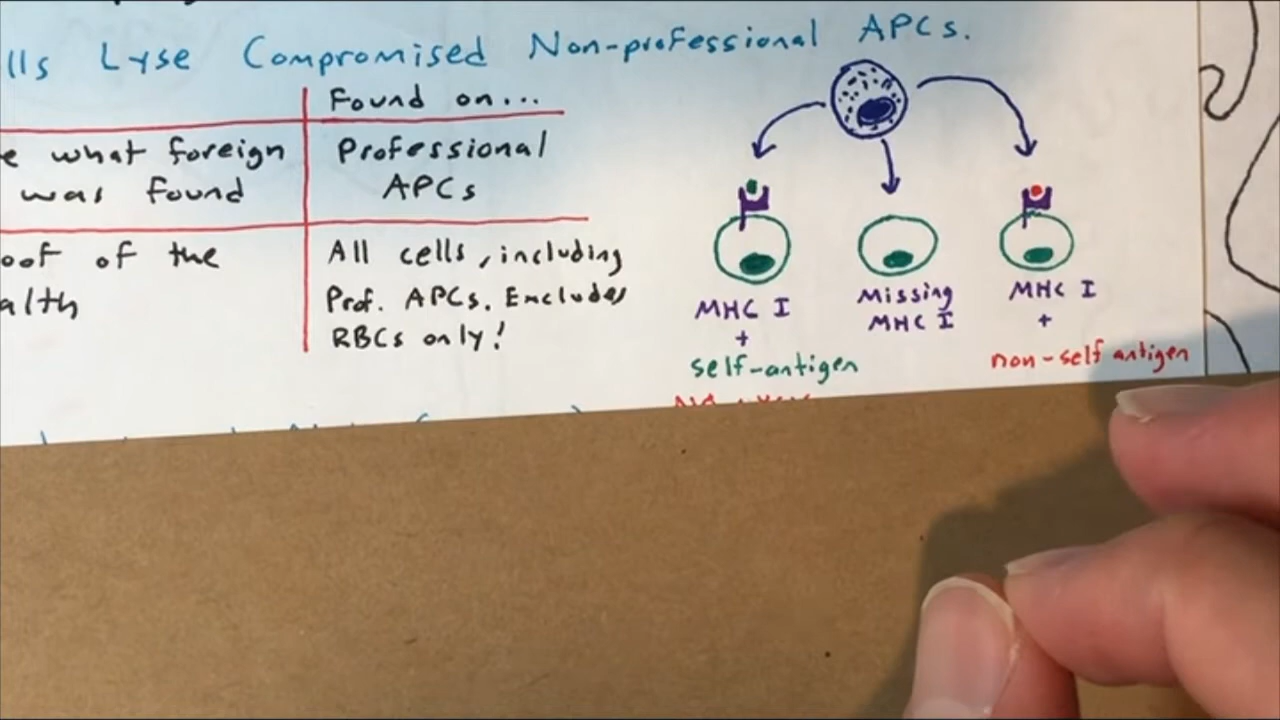 lls Lyse Compromised Non-professional APCs.
Found on...
e what foreign
was found
Professional
APCs
oof of the
alth
All cells, including
Prof. APCs. Excludes
RBCs only!
MHC I
+
self-antigen
Missing
MHC I
MHC I
+
non-self antigen